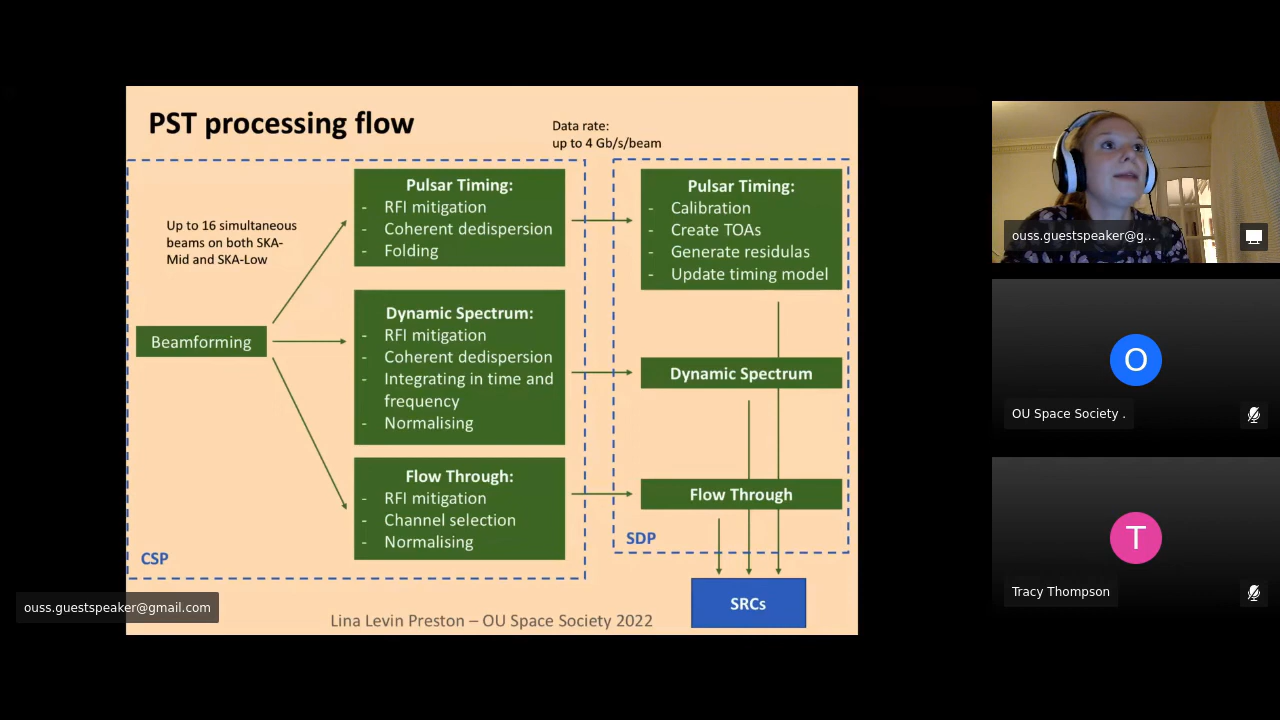 PST processing flow
Data rate:
up to 4 Gb/s/beam
Up to 16 simultaneous
beams on both SKA-
Mid and SKA-Low
Beamforming
Pulsar Timing:
- RFI mitigation
- Coherent dedispersion
- Folding
Dynamic Spectrum:
- RFI mitigation
- Coherent dedispersion
- Integrating in time and
frequency
- Normalising
Flow Through:
- RFI mitigation
- Channel selection
- Normalising
CSP
Pulsar Timing:
- Calibration
- Create TOAs
- Generate residulas
- Update timing model
Dynamic Spectrum
Flow Through
SDP
SRCs
Lina Levin Preston – OU Space Society 2022
ouss.guestspeaker@gmail.com
ouss.guestspeaker@g...
O
OU Space Society .
T
Tracy Thompson